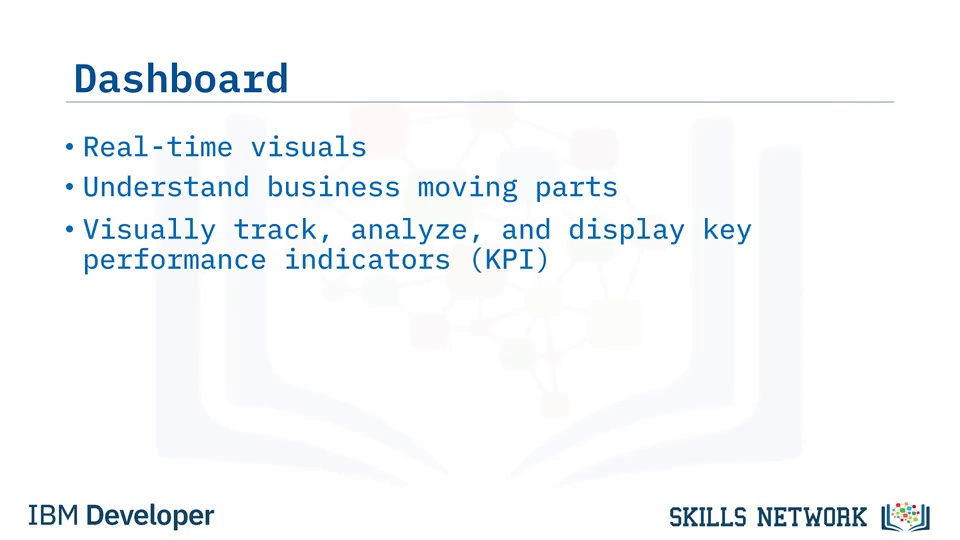 Dashboard
• Real-time visuals
• Understand business moving parts
• Visually track, analyze, and display key
performance indicators (KPI)
IBM Developer
SKILLS NETWORK